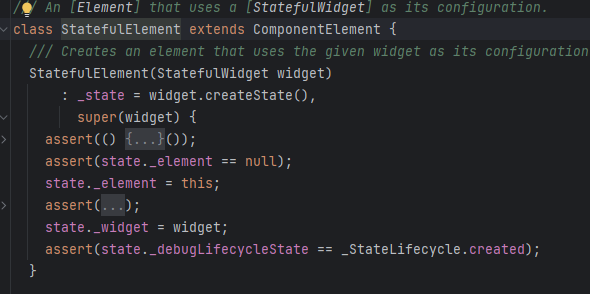 /// An [Element] that uses a [StatefulWidget] as its configuration.
class StatefulElement extends ComponentElement {
/// Creates an element that uses the given widget as its configuration
StatefulElement(StatefulWidget widget)
: _state = widget.createState(),
super(widget) {
assert(() {...}());
assert(state._element == null);
state._element = this;
assert(...);
state._widget = widget;
assert(state._debugLifecycleState == _StateLifecycle.created);
}